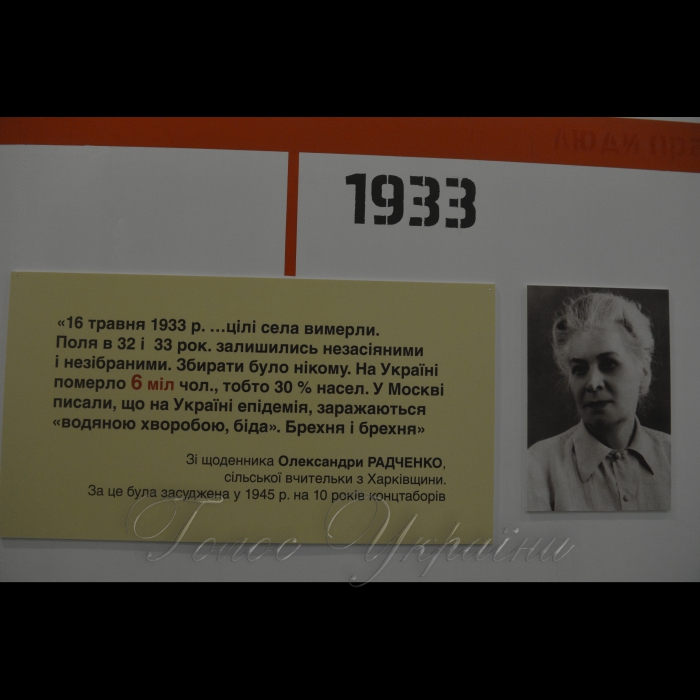 ЛЮДИ
1933
«16 травня 1933 р. ...цілі села вимерли.
Поля в 32 і 33 рок. залишились незасіяними
і незібраними. Збирати було нікому. На Україні
померло 6 міл чол., тобто 30 % насел. У Москві
писали, що на Україні епідемія, заражаються
«водяною хворобою, біда». Брехня і брехня»
Зі щоденника Олександри РАДЧЕНКО,
сільської вчительки з Харківщини.
За це була засуджена у 1945 р. на 10 років концтаборів
Голос України